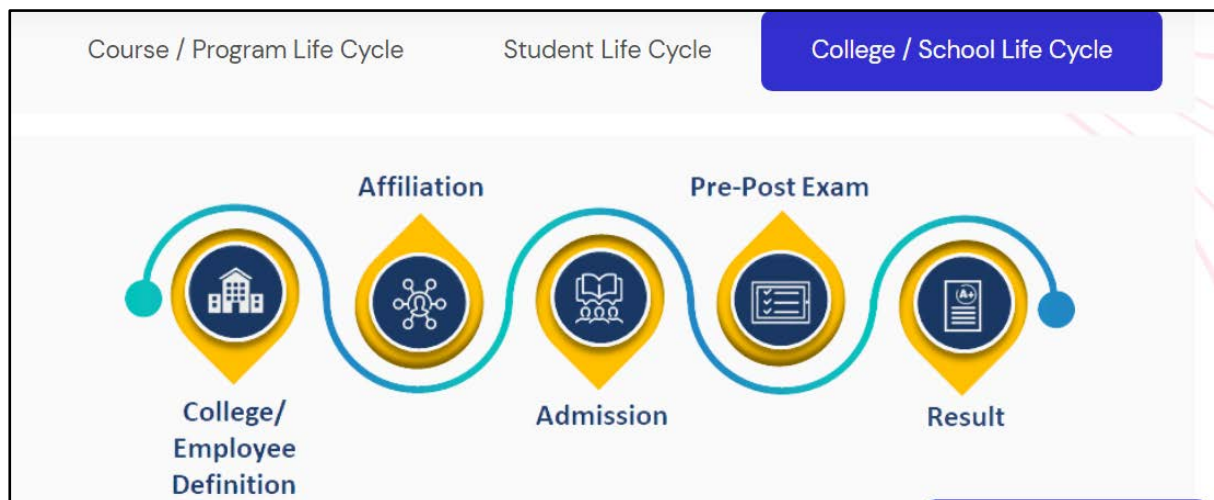 Course / Program Life Cycle
Student Life Cycle
College / School Life Cycle
Affiliation
Pre-Post Exam
A+
College/
Employee
Definition
Admission
Result